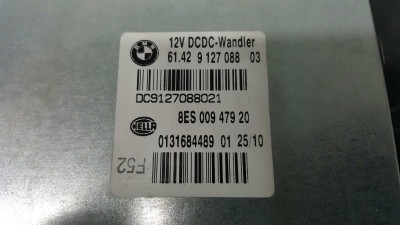 BMW
12V DCDC-Wandler
61.42 9 127 088 03
DC9127088021
HELLA
8ES 009 479 20
0131684489 01 25|10
F52